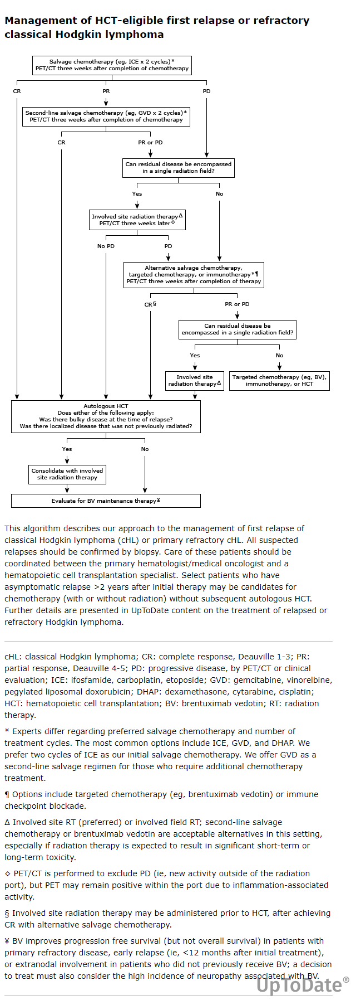 Management of HCT-eligible first relapse or refractory
classical Hodgkin lymphoma
Salvage chemotherapy (eg, ICE x 2 cycles)*
PET/CT three weeks after completion of chemotherapy
CR
PR
PD
Second-line salvage chemotherapy (eg, GVD x 2 cycles)*
PET/CT three weeks after completion of chemotherapy
CR
PR or PD
Can residual disease be encompassed
in a single radiation field?
Yes
No
Involved site radiation therapyΔ
PET/CT three weeks later◇
No PD
PD
Alternative salvage chemotherapy,
targeted chemotherapy, or immunotherapy*¶
PET/CT three weeks after completion of therapy
CR§
PR or PD
Can residual disease be
encompassed in a single radiation field?
Yes
No
Involved site
radiation therapyΔ
Targeted chemotherapy (eg, BV),
immunotherapy, or HCT
Autologous HCT
Does either of the following apply:
Was there bulky disease at the time of relapse?
Was there localized disease that was not previously radiated?
Yes
No
Consolidate with involved
site radiation therapy
Evaluate for BV maintenance therapy¥
This algorithm describes our approach to the management of first relapse of
classical Hodgkin lymphoma (cHL) or primary refractory cHL. All suspected
relapses should be confirmed by biopsy. Care of these patients should be
coordinated between the primary hematologist/medical oncologist and a
hematopoietic cell transplantation specialist. Select patients who have
asymptomatic relapse >2 years after initial therapy may be candidates for
chemotherapy (with or without radiation) without subsequent autologous HCT.
Further details are presented in UpToDate content on the treatment of relapsed or
refractory Hodgkin lymphoma.
cHL: classical Hodgkin lymphoma; CR: complete response, Deauville 1-3; PR:
partial response, Deauville 4-5; PD: progressive disease, by PET/CT or clinical
evaluation; ICE: ifosfamide, carboplatin, etoposide; GVD: gemcitabine, vinorelbine,
pegylated liposomal doxorubicin; DHAP: dexamethasone, cytarabine, cisplatin;
HCT: hematopoietic cell transplantation; BV: brentuximab vedotin; RT: radiation
therapy.
* Experts differ regarding preferred salvage chemotherapy and number of
treatment cycles. The most common options include ICE, GVD, and DHAP. We
prefer two cycles of ICE as our initial salvage chemotherapy. We offer GVD as a
second-line salvage regimen for those who require additional chemotherapy
treatment.
¶ Options include targeted chemotherapy (eg, brentuximab vedotin) or immune
checkpoint blockade.
Δ Involved site RT (preferred) or involved field RT; second-line salvage
chemotherapy or brentuximab vedotin are acceptable alternatives in this setting,
especially if radiation therapy is expected to result in significant short-term or
long-term toxicity.
◇ PET/CT is performed to exclude PD (ie, new activity outside of the radiation
port), but PET may remain positive within the port due to inflammation-associated
activity.
§ Involved site radiation therapy may be administered prior to HCT, after achieving
CR with alternative salvage chemotherapy.
¥ BV improves progression free survival (but not overall survival) in patients with
primary refractory disease, early relapse (ie, <12 months after initial treatment),
or extranodal involvement in patients who did not previously receive BV; a decision
to treat must also consider the high incidence of neuropathy associated with BV.
UpToDate®